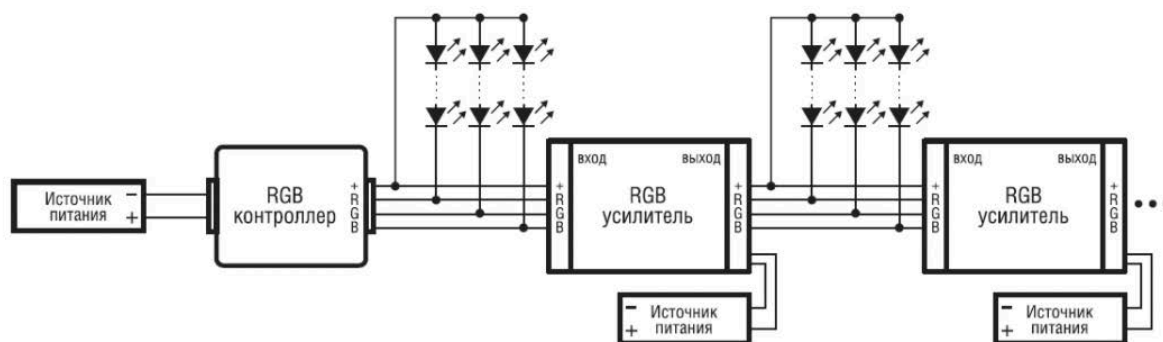 Источник
питания
−
+
RGB
контроллер
+
R
G
B
ВХОД
ВЫХОД
+
R
G
B
RGB
усилитель
+
R
G
B
−
+
Источник
питания
ВХОД
ВЫХОД
+
R
G
B
RGB
усилитель
+
R
G
B
−
+
Источник
питания